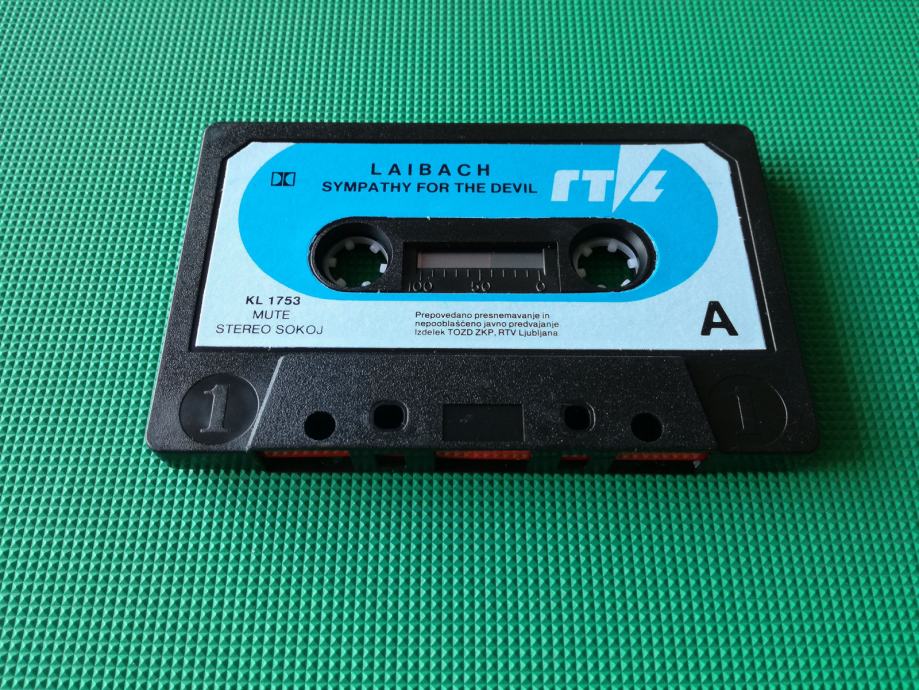 LAIBACH
SYMPATHY FOR THE DEVIL
RTVL
100 50 0
KL 1753
MUTE
STEREO SOKOJ
Prepovedano presnemavanje in
nepooblaščeno javno predvajanje
Izdelek TOZD ZKP, RTV Ljubljana
A
1 1